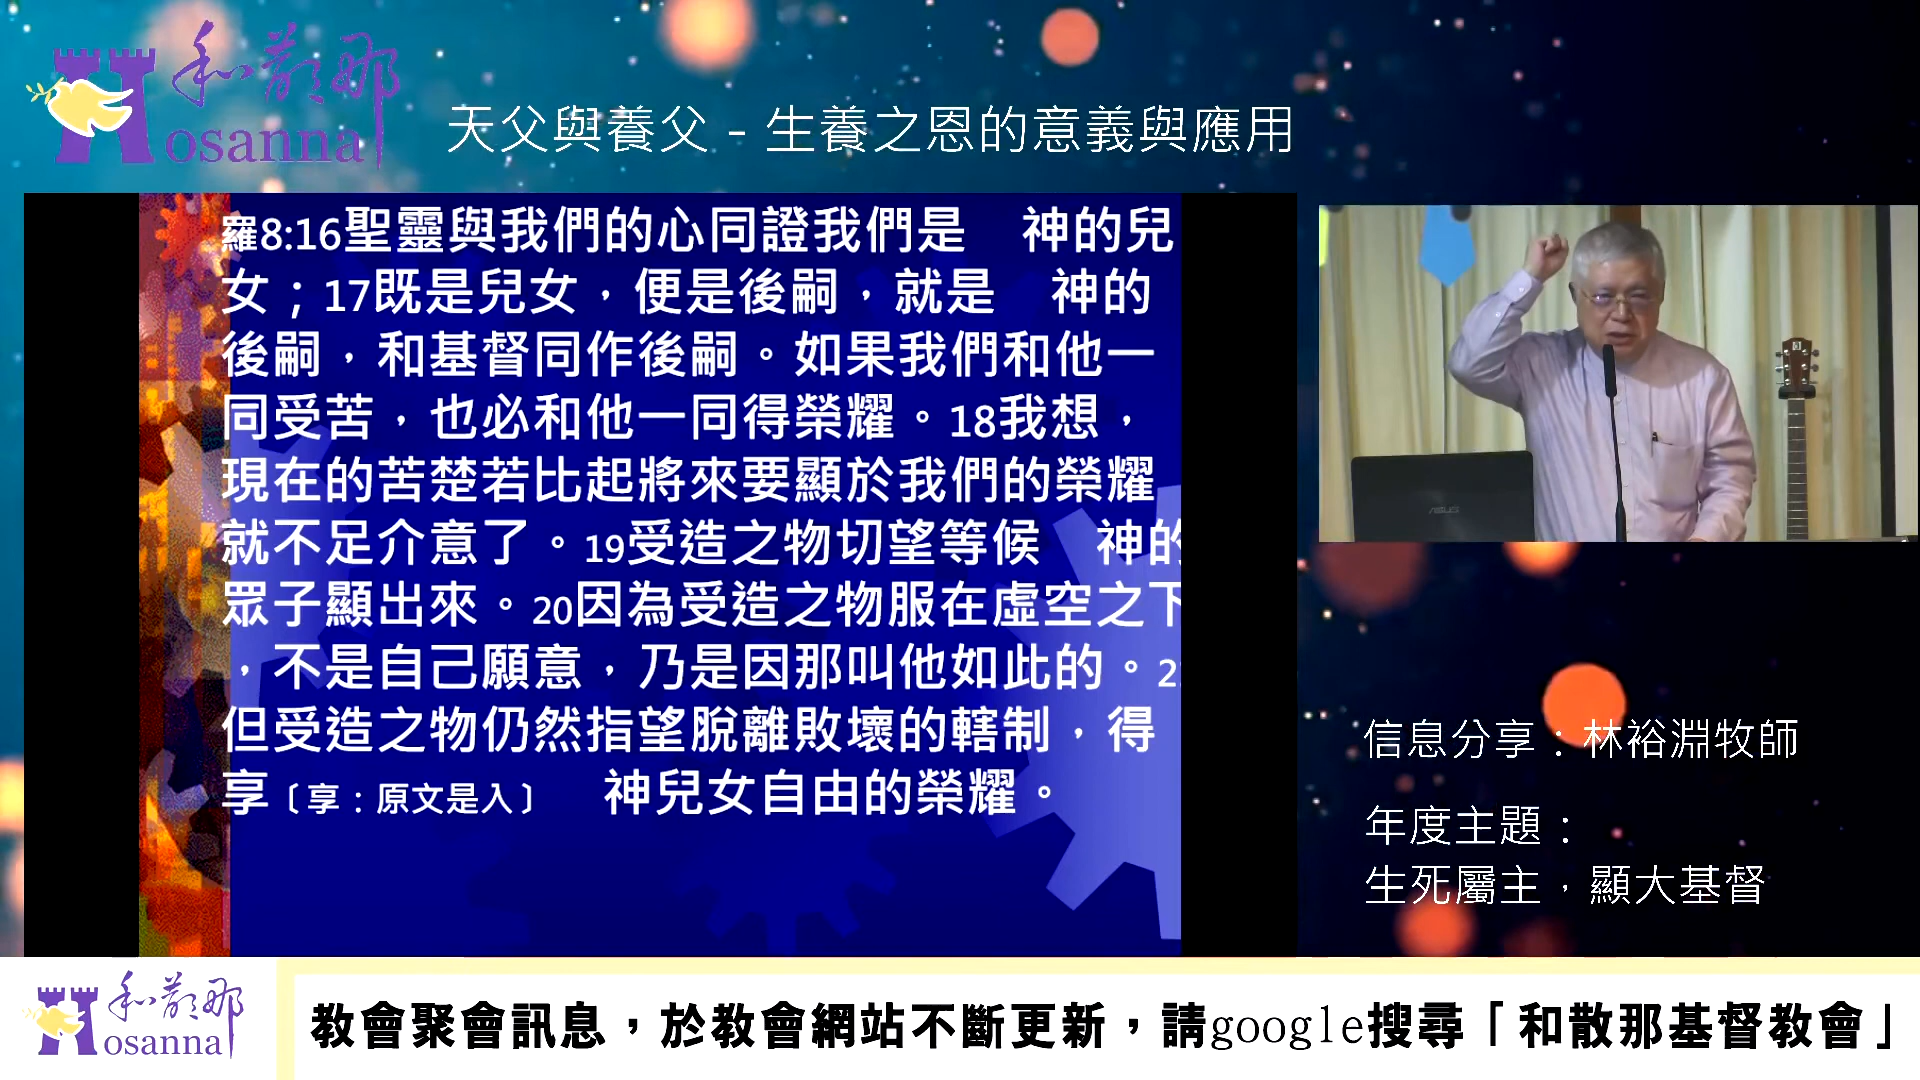 和散那
Hosanna
天父與養父 - 生養之恩的意義與應用
羅8:16聖靈與我們的心同證我們是　神的兒
女；17既是兒女，便是後嗣，就是　神的
後嗣，和基督同作後嗣。如果我們和他一
同受苦，也必和他一同得榮耀。18我想，
現在的苦楚若比起將來要顯於我們的榮耀
就不足介意了。19受造之物切望等候　神的
眾子顯出來。20因為受造之物服在虛空之下
，不是自己願意，乃是因那叫他如此的。2
但受造之物仍然指望脫離敗壞的轄制，得
享〔享：原文是入〕　神兒女自由的榮耀。
ASUS
信息分享：林裕淵牧師
年度主題：
生死屬主，顯大基督
和散那
Hosanna
教會聚會訊息，於教會網站不斷更新，請google搜尋「和散那基督教會」